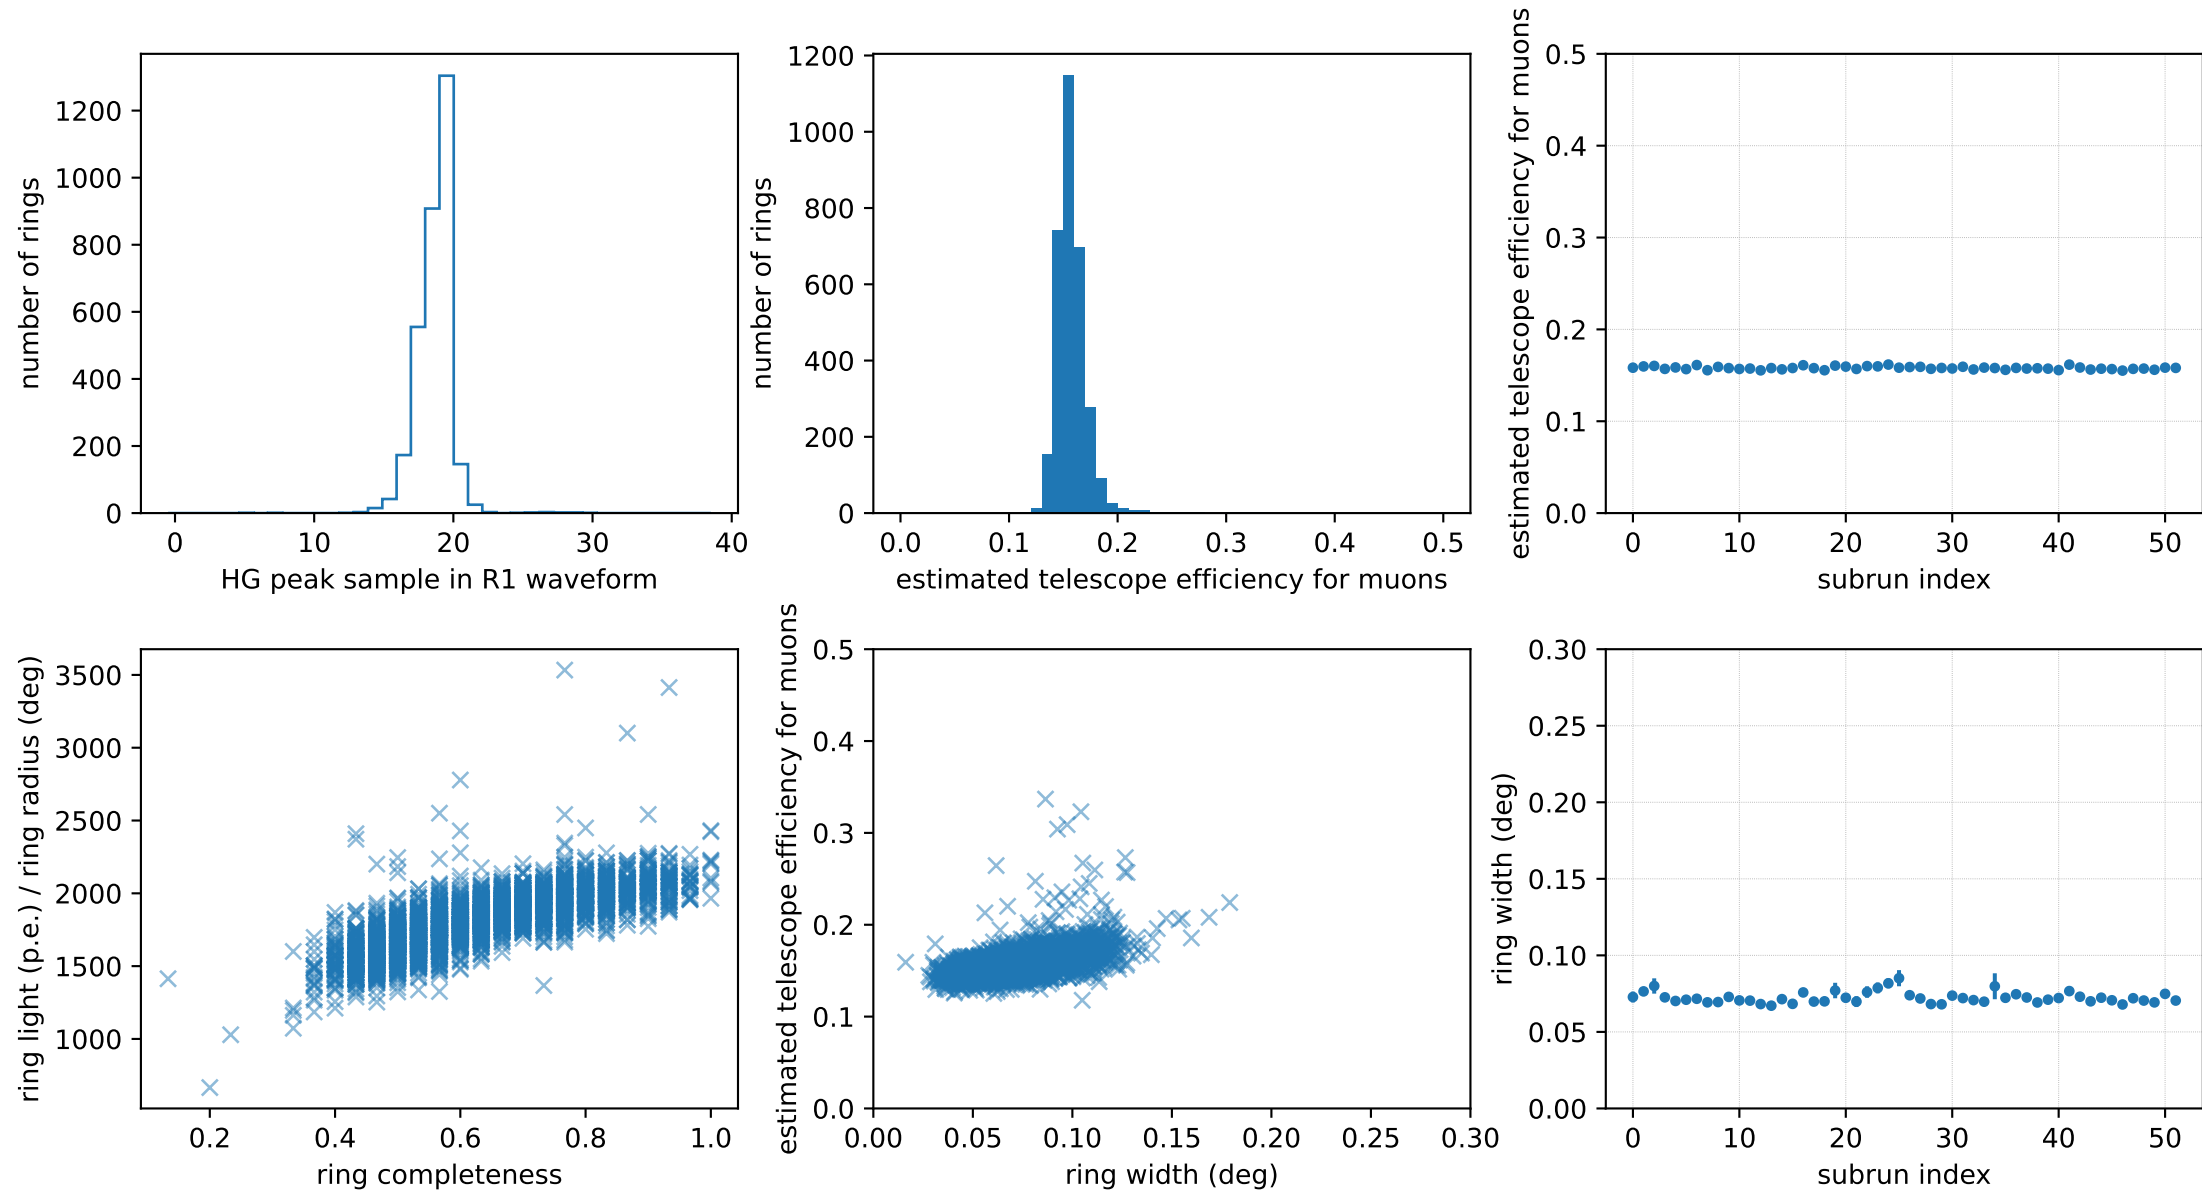 number of rings
1200
1000
800
600
400
200
0
0 10 20 30 40
HG peak sample in R1 waveform
number of rings
1200
1000
800
600
400
200
0
0.0 0.1 0.2 0.3 0.4 0.5
estimated telescope efficiency for muons
estimated telescope efficiency for muons
0.5
0.4
0.3
0.2
0.1
0.0
0 10 20 30 40 50
subrun index
ring light (p.e.) / ring radius (deg)
3500
3000
2500
2000
1500
1000
0.2 0.4 0.6 0.8 1.0
ring completeness
estimated telescope efficiency for muons
0.5
0.4
0.3
0.2
0.1
0.0
0.00 0.05 0.10 0.15 0.20 0.25 0.30
ring width (deg)
ring width (deg)
0.30
0.25
0.20
0.15
0.10
0.05
0.00
0 10 20 30 40 50
subrun index